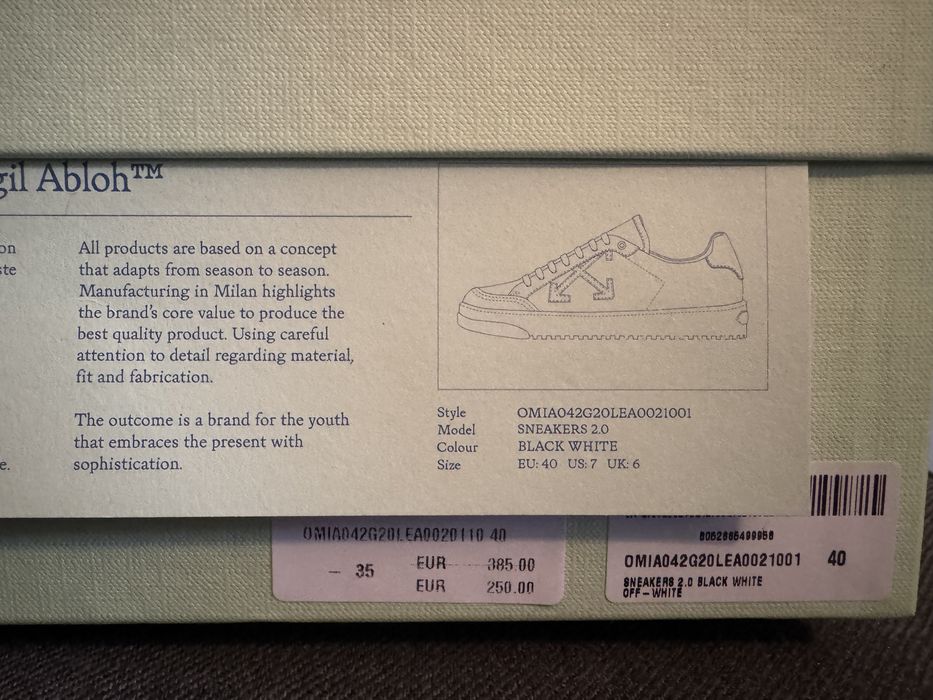 gil Abloh™
on
ste
e.
All products are based on a concept
that adapts from season to season.
Manufacturing in Milan highlights
the brand's core value to produce the
best quality product. Using careful
attention to detail regarding material,
fit and fabrication.
The outcome is a brand for the youth
that embraces the present with
sophistication.
Style OMIA042G20LEA0021001
Model SNEAKERS 2.0
Colour BLACK WHITE
Size EU: 40 US: 7 UK: 6
OMIA042G20LEA0020110 40
- 35 EUR 385.00
EUR 250.00
OMIA042G20LEA0021001 40
SNEAKERS 2.0 BLACK WHITE
OFF-WHITE